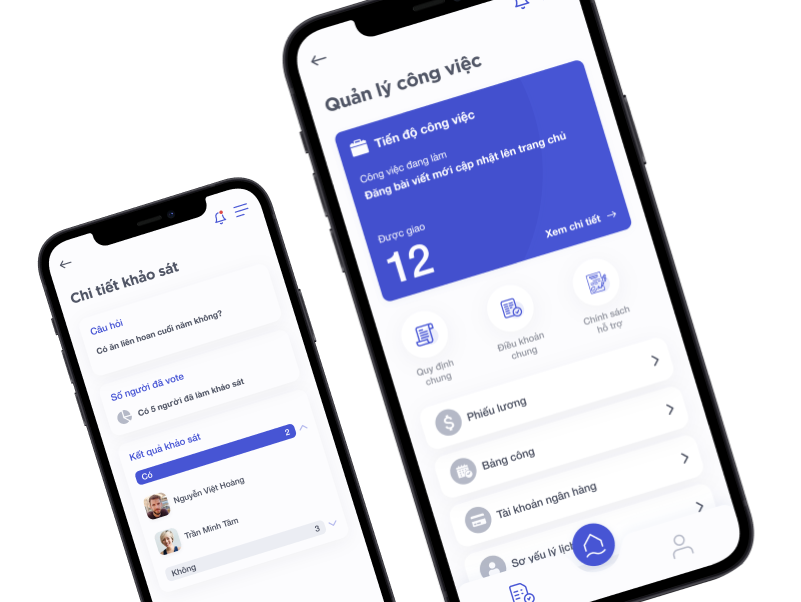 Chi tiết khảo sát
Câu hỏi
Có ăn liên hoan cuối năm không?
Số người đã vote
Có 5 người đã làm khảo sát
Kết quả khảo sát
Có 2
Nguyễn Việt Hoàng
Trần Minh Tâm
Không 3
Quản lý công việc
Tiến độ công việc
Công việc đang làm
Đăng bài viết mới cập nhật lên trang chủ
Được giao
12
Xem chi tiết
Quy định
chung
Điều khoản
chung
Chính sách
hỗ trợ
Phiếu lương
Bảng công
Tài khoản ngân hàng
Sơ yếu lý lịch